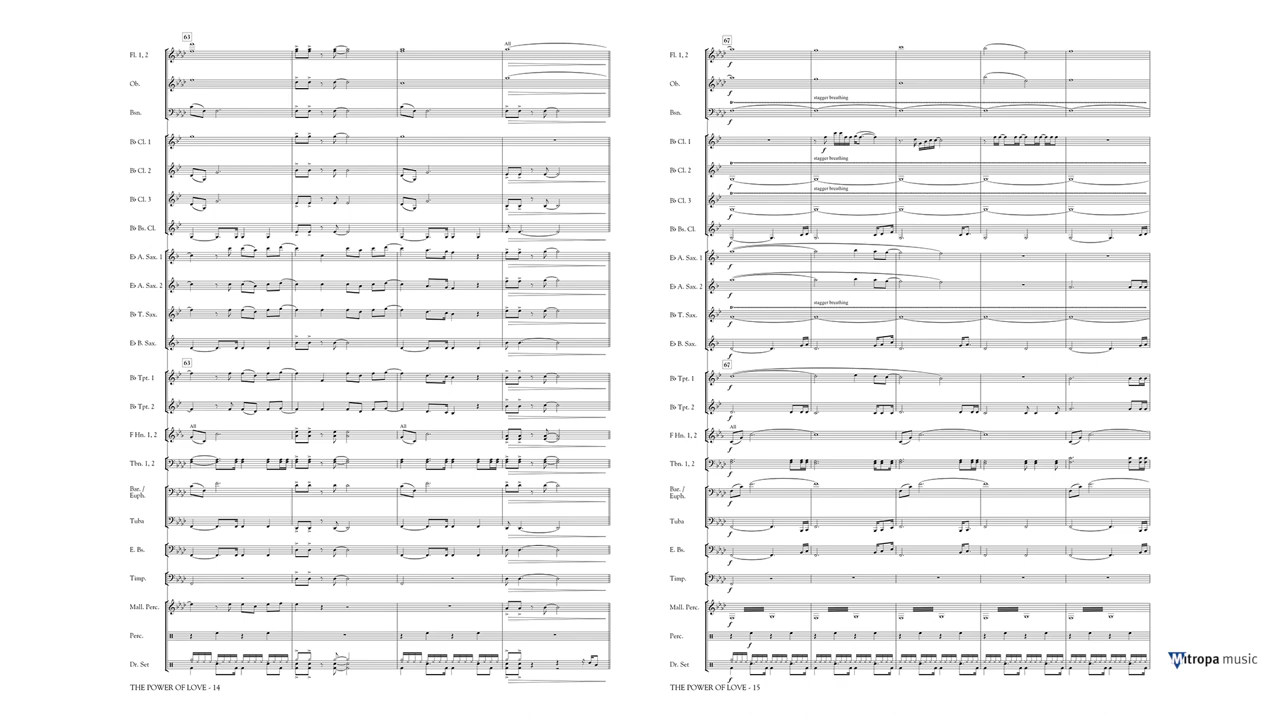 63
Fl. 1, 2
All
Ob.
Bsn.
B♭ Cl. 1
B♭ Cl. 2
B♭ Cl. 3
B♭ Bs. Cl.
E♭ A. Sax. 1
E♭ A. Sax. 2
B♭ T. Sax.
E♭ B. Sax.
63
B♭ Tpt. 1
B♭ Tpt. 2
All
All
F Hn. 1, 2
Tbn. 1, 2
Bar. /
Euph.
Tuba
E. Bs.
Timp.
Mall. Perc.
Perc.
Dr. Set
THE POWER OF LOVE - 14
67
Fl. 1, 2
f
Ob.
f
stagger breathing
Bsn.
f
B♭ Cl. 1
f
stagger breathing
B♭ Cl. 2
f
stagger breathing
B♭ Cl. 3
f
B♭ Bs. Cl.
f
E♭ A. Sax. 1
f
E♭ A. Sax. 2
f
stagger breathing
B♭ T. Sax.
f
E♭ B. Sax.
f
67
B♭ Tpt. 1
f
B♭ Tpt. 2
f
All
F Hn. 1, 2
f
Tbn. 1, 2
f
Bar. /
Euph.
f
Tuba
f
E. Bs.
f
Timp.
f
Mall. Perc.
f
Perc.
f
Dr. Set
f
THE POWER OF LOVE - 15
Mitropa music